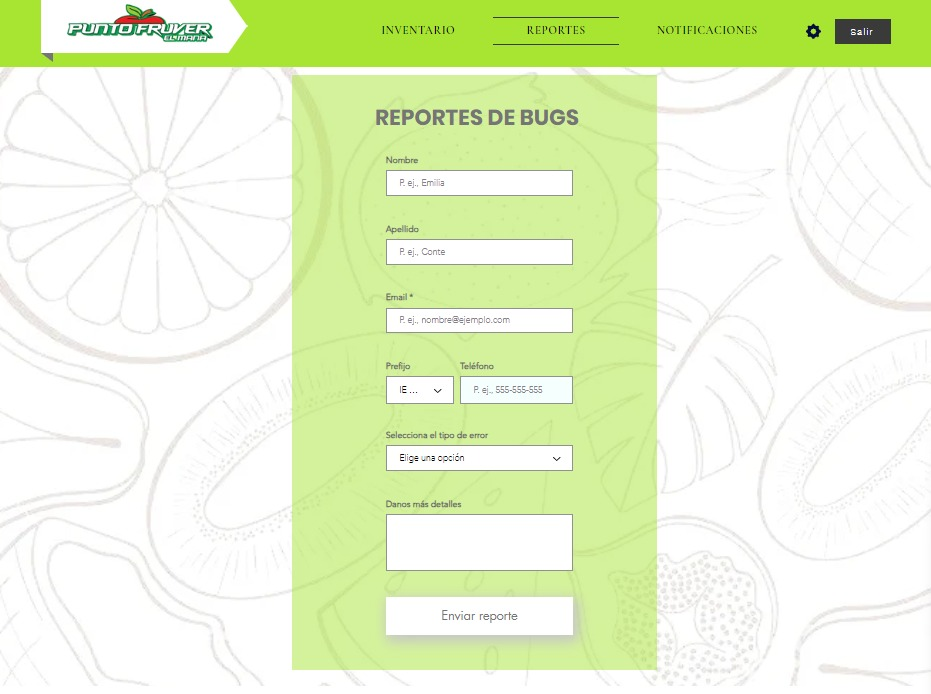 PUNTO FRUVER
EL MANÁ
INVENTARIO
REPORTES
NOTIFICACIONES
Salir
REPORTES DE BUGS
Nombre
P. ej., Emilia
Apellido
P. ej., Conte
Email *
P. ej., nombre@ejemplo.com
Prefijo
Teléfono
IE ...
P. ej., 555-555-555
Selecciona el tipo de error
Elige una opción
Danos más detalles
Enviar reporte